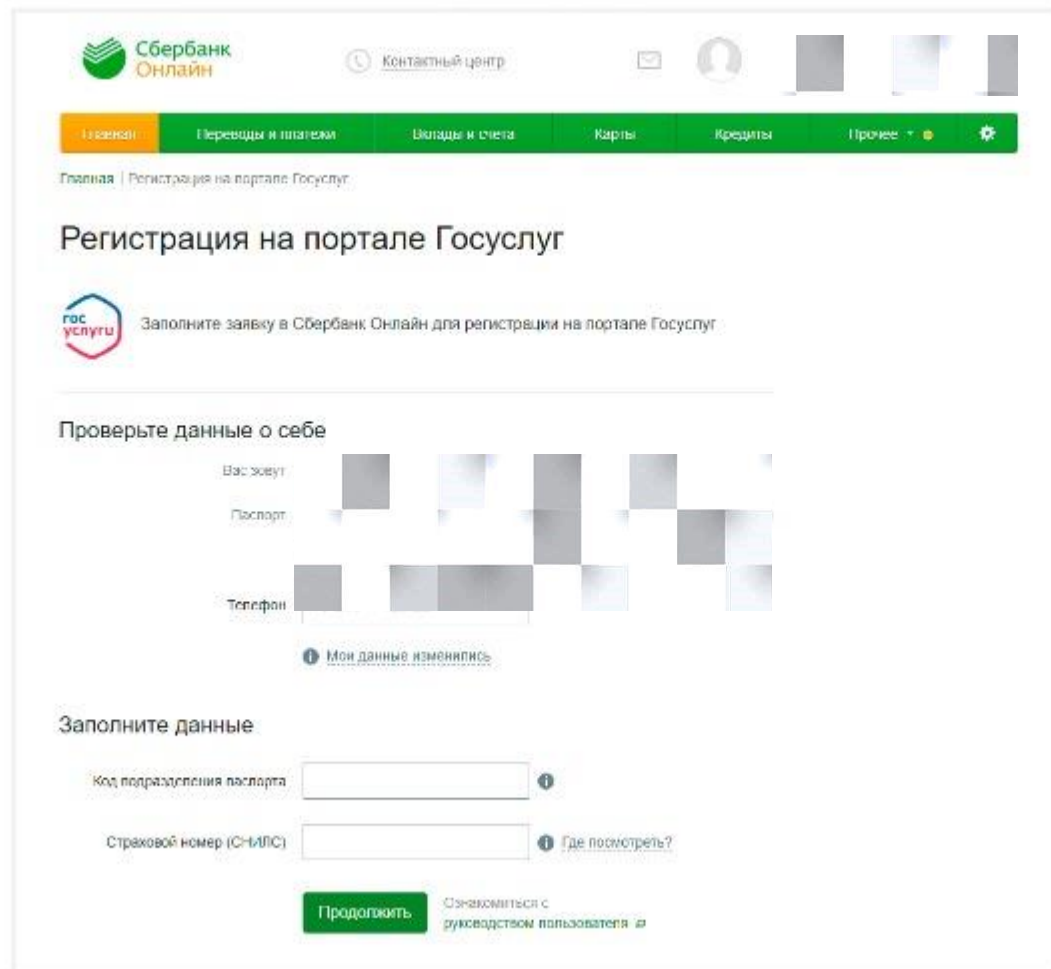 Сбербанк
Онлайн
Контактный центр
Главная Переводы и платежи Вклады и счета Карты Кредиты Прочее
Главная | Регистрация на портале Госуслуг
Регистрация на портале Госуслуг
гос
услуги
Заполните заявку в Сбербанк Онлайн для регистрации на портале Госуслуг
Проверьте данные о себе
Вас зовут
Паспорт
Телефон
Мои данные изменились
Заполните данные
Код подразделения паспорта
Страховой номер (СНИЛС)
Где посмотреть?
Продолжить
Ознакомиться с
руководством пользователя